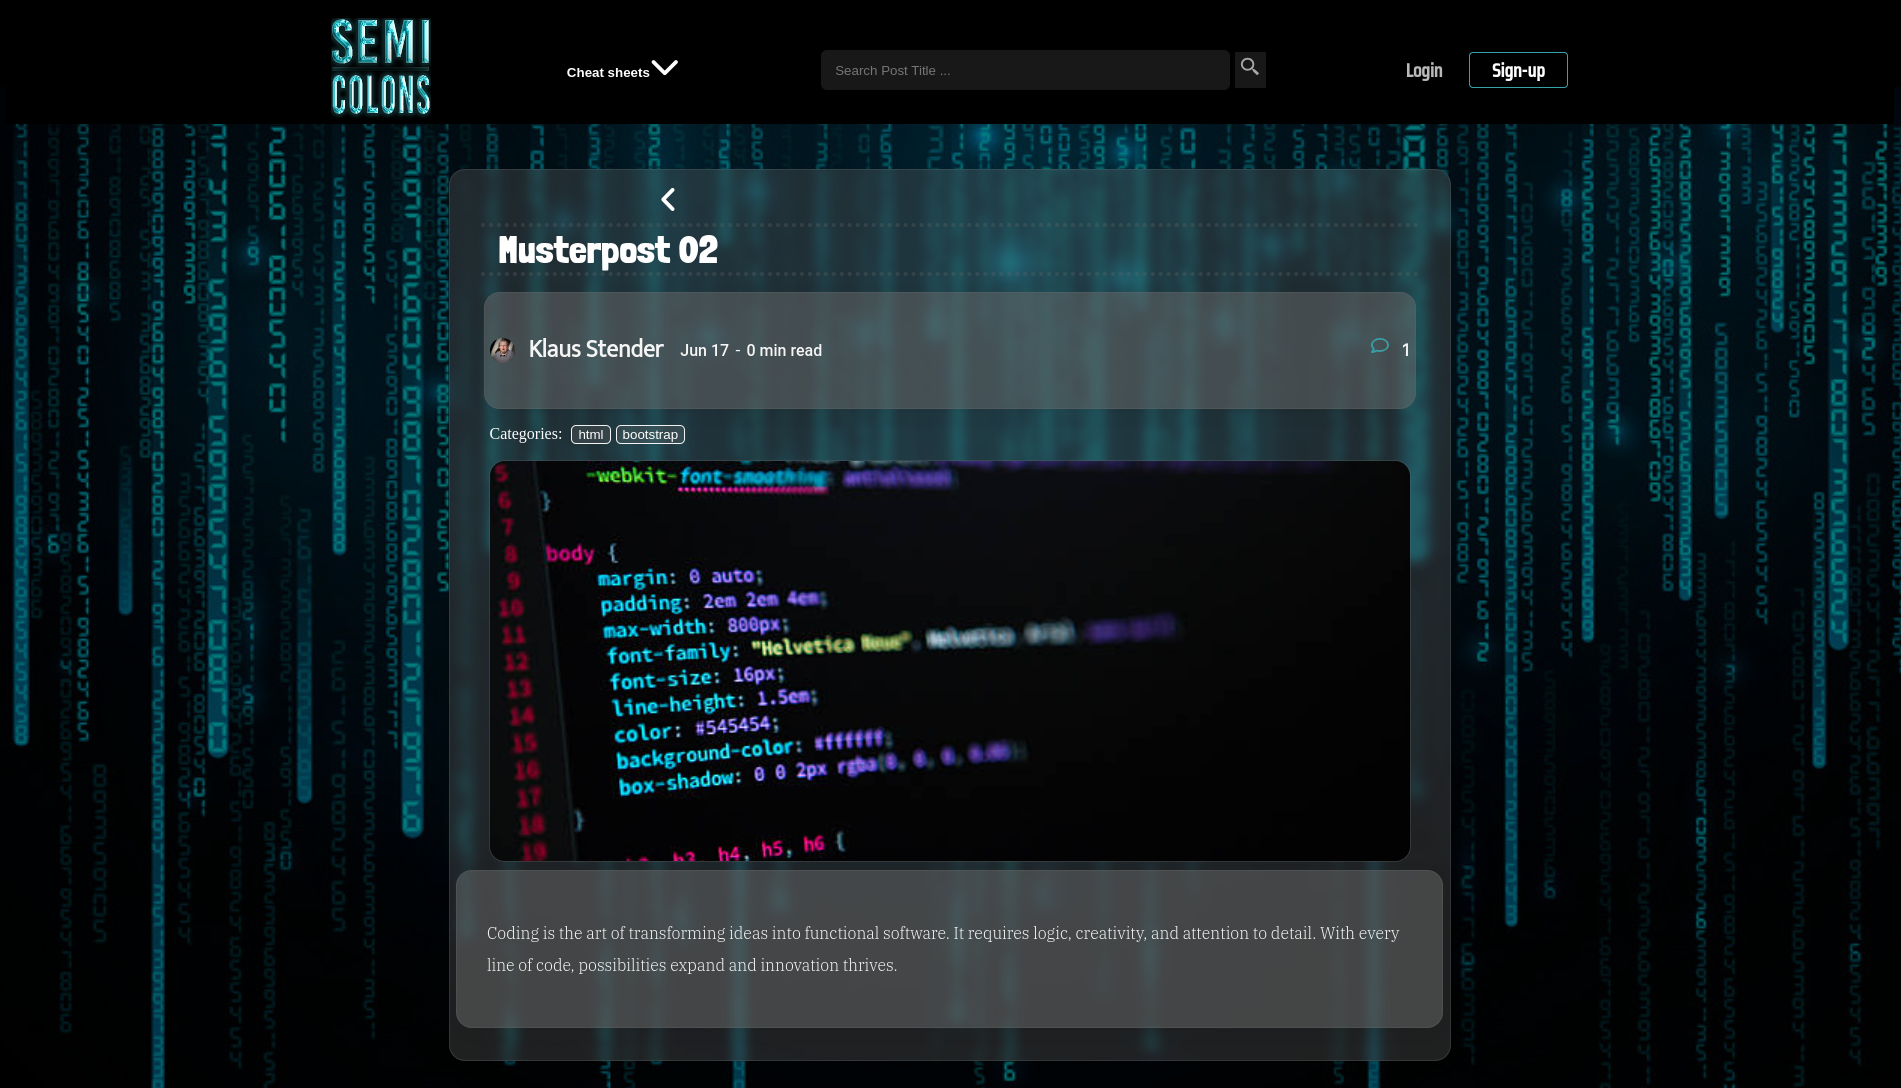 SEMI
COLONS
Cheat sheets
Search Post Title ...
Login
Sign-up
Musterpost 02
Klaus Stender Jun 17 - 0 min read
1
Categories: html bootstrap
5 -webkit-font-smoothing
6 }
7
8 body {
9 margin: 0 auto;
10 padding: 2em 2em 4em;
11 max-width: 800px;
12 font-family: "Helvetica Neue", Helvetica
13 font-size: 16px;
14 line-height: 1.5em;
15 color: #545454;
16 background-color: #ffffff;
17 box-shadow: 0 0 2px rgba(0, 0, 0, 0.06);
18 }
19 h3, h4, h5, h6 {
Coding is the art of transforming ideas into functional software. It requires logic, creativity, and attention to detail. With every
line of code, possibilities expand and innovation thrives.